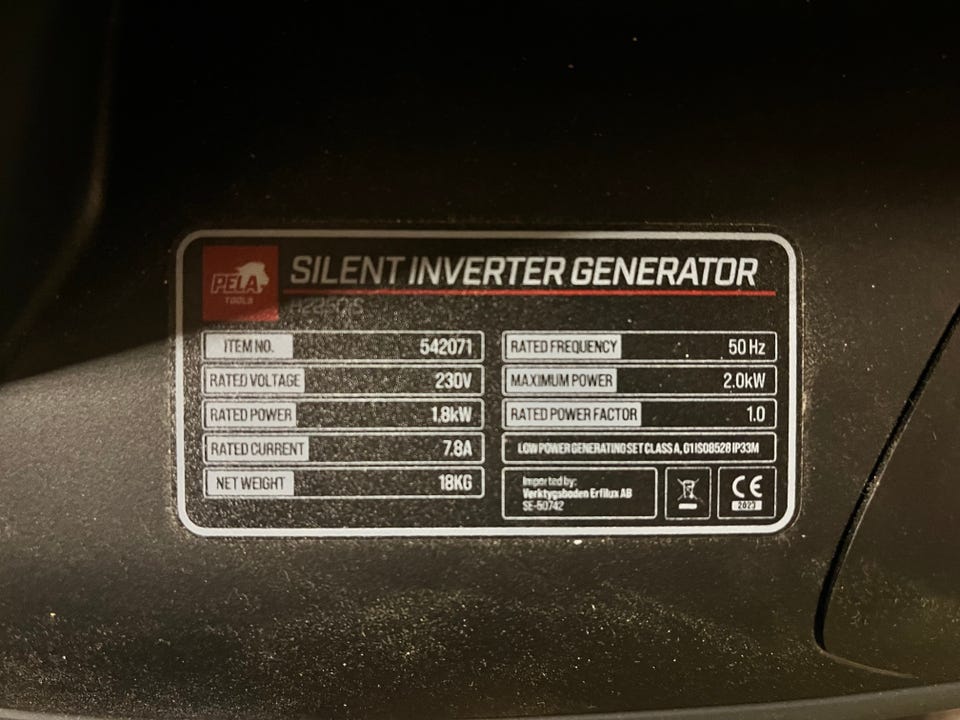 PELA
TOOLS
SILENT INVERTER GENERATOR
ITEM NO. 542071
RATED VOLTAGE 230V
RATED POWER 1,8kW
RATED CURRENT 7.8A
NET WEIGHT 18KG
RATED FREQUENCY 50 Hz
MAXIMUM POWER 2.0kW
RATED POWER FACTOR 1.0
LOW POWER GENERATING SET CLASS A, G1 ISO8528 IP33M
Imported by:
Verktygsboden Erfilux AB
SE-50742
CE
2023